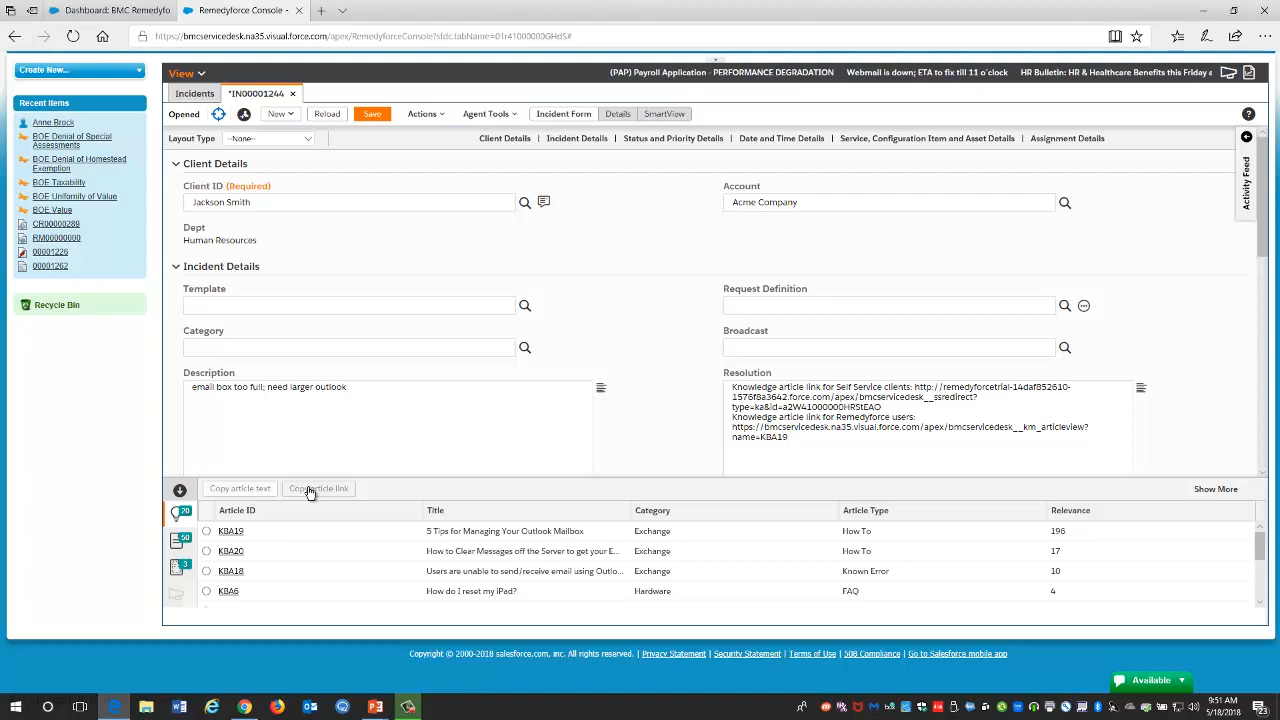 Dashboard: BMC Remedyfo
Remedyforce Console -
https://bmcservicedesk.na35.visual.force.com/apex/RemedyforceConsole?sfdc.tabName=01r41000000GHdS#
Create New...
Recent Items
Anne Brock
BOE Denial of Special
Assessments
BOE Denial of Homestead
Exemption
BOE Taxability
BOE Uniformity of Value
BOE Value
CR00000289
RM00000000
00001226
00001262
Recycle Bin
View
(PAP) Payroll Application - PERFORMANCE DEGRADATION
Webmail is down; ETA to fix till 11 o'clock
HR Bulletin: HR & Healthcare Benefits this Friday
Incidents
*IN00001244
Opened
New
Reload
Save
Actions
Agent Tools
Incident Form
Details
SmartView
Layout Type
--None--
Client Details
Incident Details
Status and Priority Details
Date and Time Details
Service, Configuration Item and Asset Details
Assignment Details
Activity Feed
Client Details
Client ID (Required)
Account
Jackson Smith
Acme Company
Dept
Human Resources
Incident Details
Template
Request Definition
Category
Broadcast
Description
Resolution
email box too full; need larger outlook
Knowledge article link for Self Service clients: http://remedyforcetrial-14daf852610-
1576f8a3642.force.com/apex/bmcservicedesk__ssredirect?
type=ka&id=a2W41000000HRStEAO
Knowledge article link for Remedyforce users:
https://bmcservicedesk.na35.visual.force.com/apex/bmcservicedesk__km_articleview?
name=KBA19
Copy article text
Copy article link
Show More
Article ID Title Category Article Type Relevance
20
KBA19 5 Tips for Managing Your Outlook Mailbox Exchange How To 196
50
KBA20 How to Clear Messages off the Server to get your E... Exchange How To 17
3
KBA18 Users are unable to send/receive email using Outlo... Exchange Known Error 10
KBA6 How do I reset my iPad? Hardware FAQ 4
Copyright © 2000-2018 salesforce.com, inc. All rights reserved. | Privacy Statement | Security Statement | Terms of Use | 508 Compliance | Go to Salesforce mobile app
Available
9:51 AM
5/18/2018